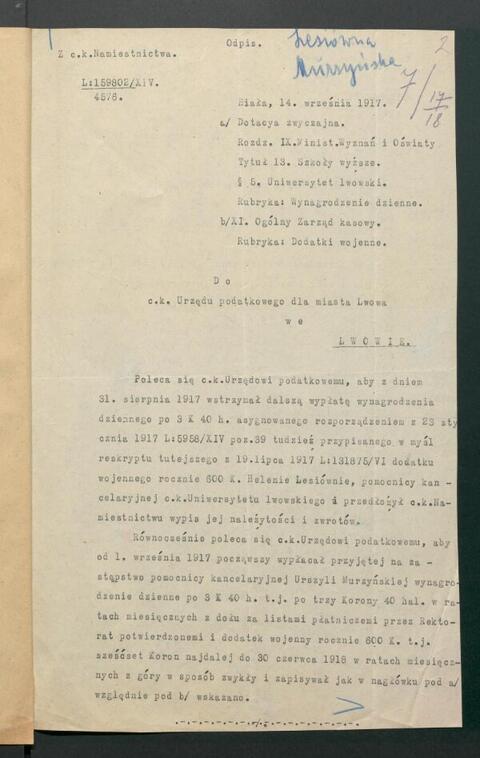 Odpis.
Lesiówna
Murzyńska
2
7/17/18
Z c.k.Namiestnictwa.
L:159802/XIV.
4576.
Biała, 14. września 1917.
a/ Dotacya zwyczajna.
Rozdz. IX.Minist.Wyznań i Oświaty
Tytuł 13. Szkoły wyższe.
§ 5. Uniwersytet lwowski.
Rubryka: Wynagrodzenie dzienne.
b/XI. Ogólny Zarząd kasowy.
Rubryka: Dodatki wojenne.
D o
c.k. Urzędu podatkowego dla miasta Lwowa
w e
L W O W I E.
Poleca się c.k.Urzędowi podatkowemu, aby z dniem
31. sierpnia 1917 wstrzymał dalszą wypłatę wynagrodzenia
dziennego po 3 K 40 h. asygnowanego rozporządzeniem z 23 sty
cznia 1917 L:5958/XIV poz.39 tudzież przypisanego w myśl
reskryptu tutejszego z 19.lipca 1917 L:131875/VI dodatku
wojennego rocznie 600 K. Helenie Lesiównie, pomocnicy kan-
celaryjnej c.k.Uniwersytetu lwowskiego i przedłożył c.k.Na-
miestnictwu wypis jej należytości i zwrotów.
Równocześnie poleca się c.k.Urzędowi podatkowemu, aby
od 1. września 1917 począwszy wypłacał przyjętej na za-
stępstwo pomocnicy kancelaryjnej Urszyli Murzyńskiej wynagro-
dzenie dzienne po 3 K 40 h. t.j. po trzy Korony 40 hal. w ra-
tach miesięcznych z dołu za listami płatniczemi przez Rekto-
rat potwierdzonemi i dodatek wojenny rocznie 600 K. t.j.
sześćset Koron najdalej do 30 czerwca 1918 w ratach miesięcz-
nych z góry w sposób zwykły i zapisywał jak w nagłówku pod a/
względnie pod b/ wskazano.